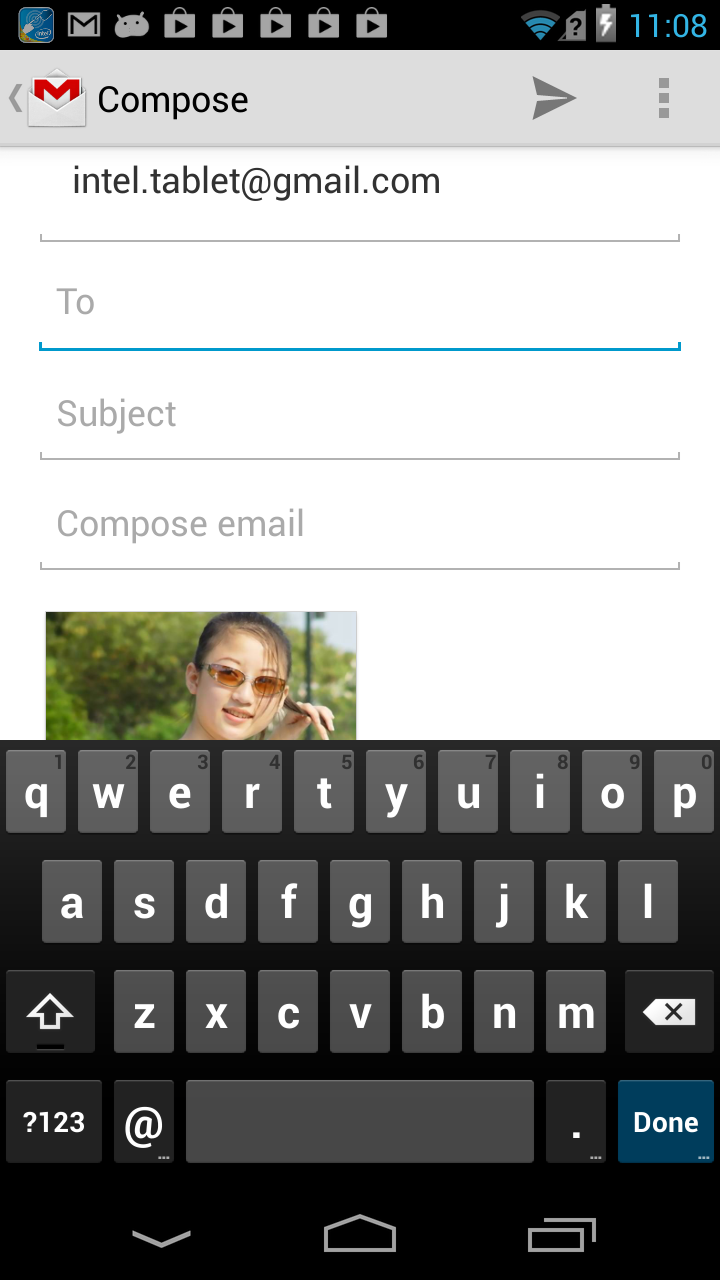 intel ? 11:08
Compose
intel.tablet@gmail.com
To
Subject
Compose email
1 2 3 4 5 6 7 8 9 0
q w e r t y u i o p
a s d f g h j k l
z x c v b n m
?123 @ ... . ... Done ...